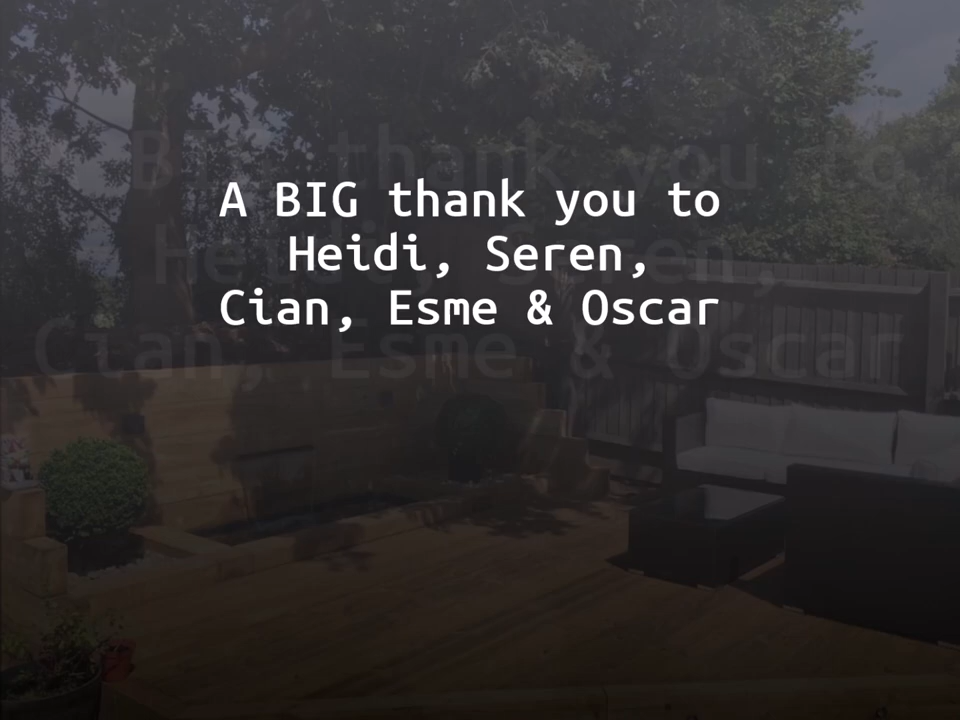 A BIG thank you to
Heidi, Seren,
Cian, Esme & Oscar